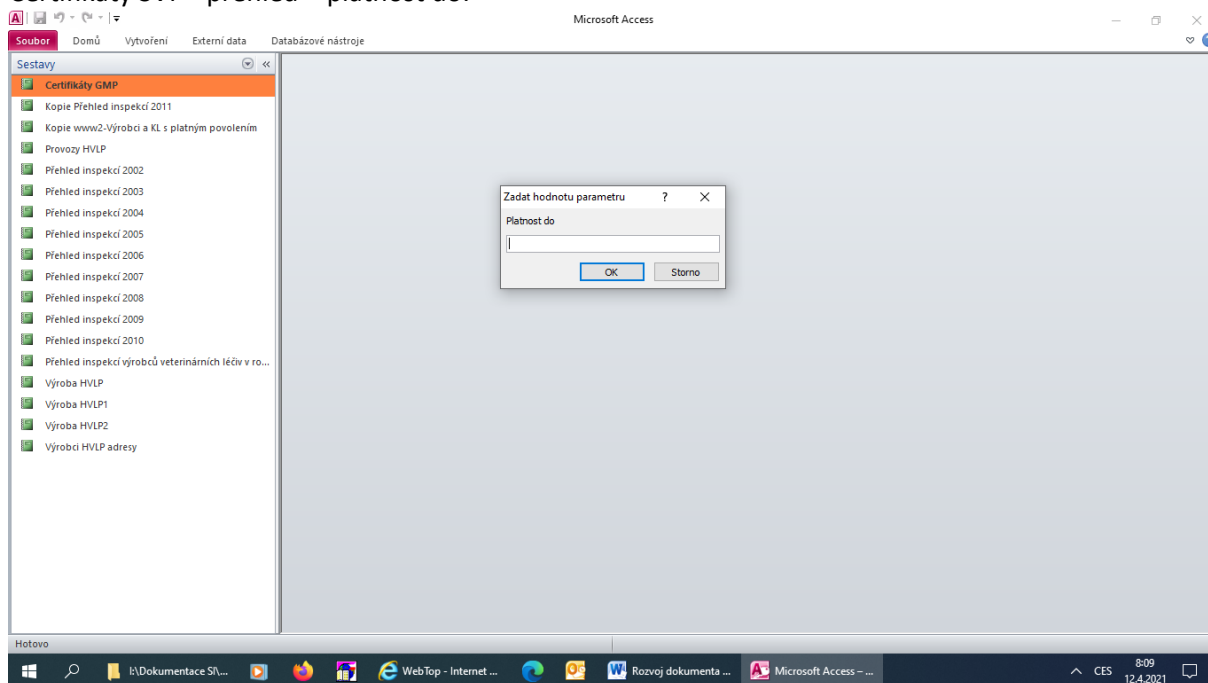 Microsoft Access
Soubor Domů Vytvoření Externí data Databázové nástroje
Sestavy
Certifikáty GMP
Kopie Přehled inspekcí 2011
Kopie www2-Výrobci a KL s platným povolením
Provozy HVLP
Přehled inspekcí 2002
Přehled inspekcí 2003
Přehled inspekcí 2004
Přehled inspekcí 2005
Přehled inspekcí 2006
Přehled inspekcí 2007
Přehled inspekcí 2008
Přehled inspekcí 2009
Přehled inspekcí 2010
Přehled inspekcí výrobců veterinárních léčiv v ro...
Výroba HVLP
Výroba HVLP1
Výroba HVLP2
Výrobci HVLP adresy
Zadat hodnotu parametru ? X
Platnost do
OK Storno
Hotovo
I:\Dokumentace SI\... WebTop - Internet ... Rozvoj dokumenta ... Microsoft Access – ... CES 8:09
12.4.2021